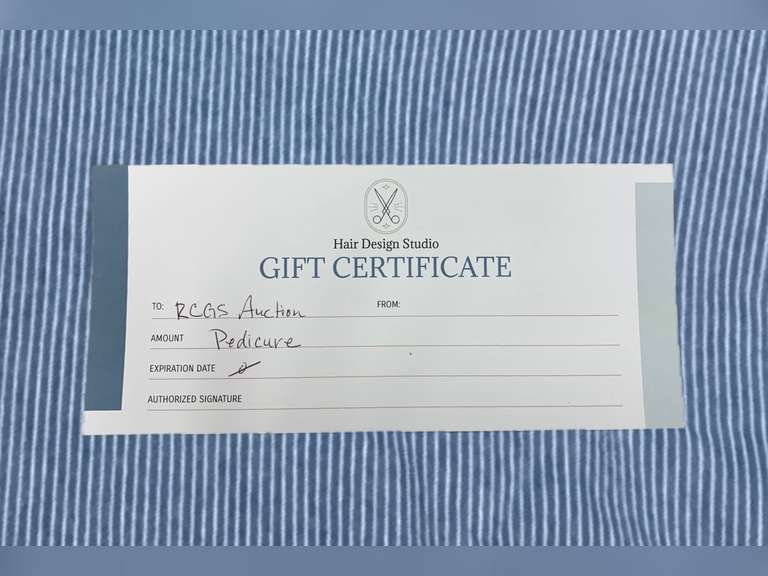 Hair Design Studio
GIFT CERTIFICATE
TO: RCGS Auction FROM:
AMOUNT Pedicure
EXPIRATION DATE
AUTHORIZED SIGNATURE